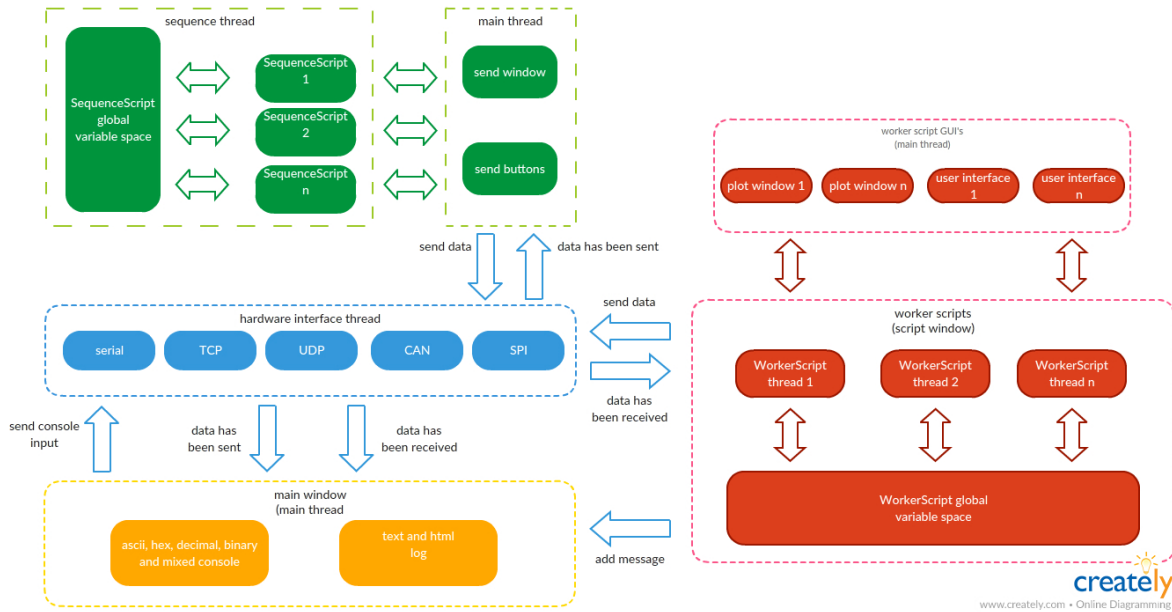 sequence thread
main thread
SequenceScript
global
variable space
SequenceScript
1
SequenceScript
2
SequenceScript
n
send window
send buttons
send data
data has been sent
hardware interface thread
serial
TCP
UDP
CAN
SPI
send data
data has
been received
send console
input
data has
been sent
data has
been received
main window
(main thread
ascii, hex, decimal, binary
and mixed console
text and html
log
add message
worker script GUI's
(main thread)
plot window 1
plot window n
user interface
1
user interface
n
worker scripts
(script window)
WorkerScript
thread 1
WorkerScript
thread 2
WorkerScript
thread n
WorkerScript global
variable space
creately
www.creately.com • Online Diagramming